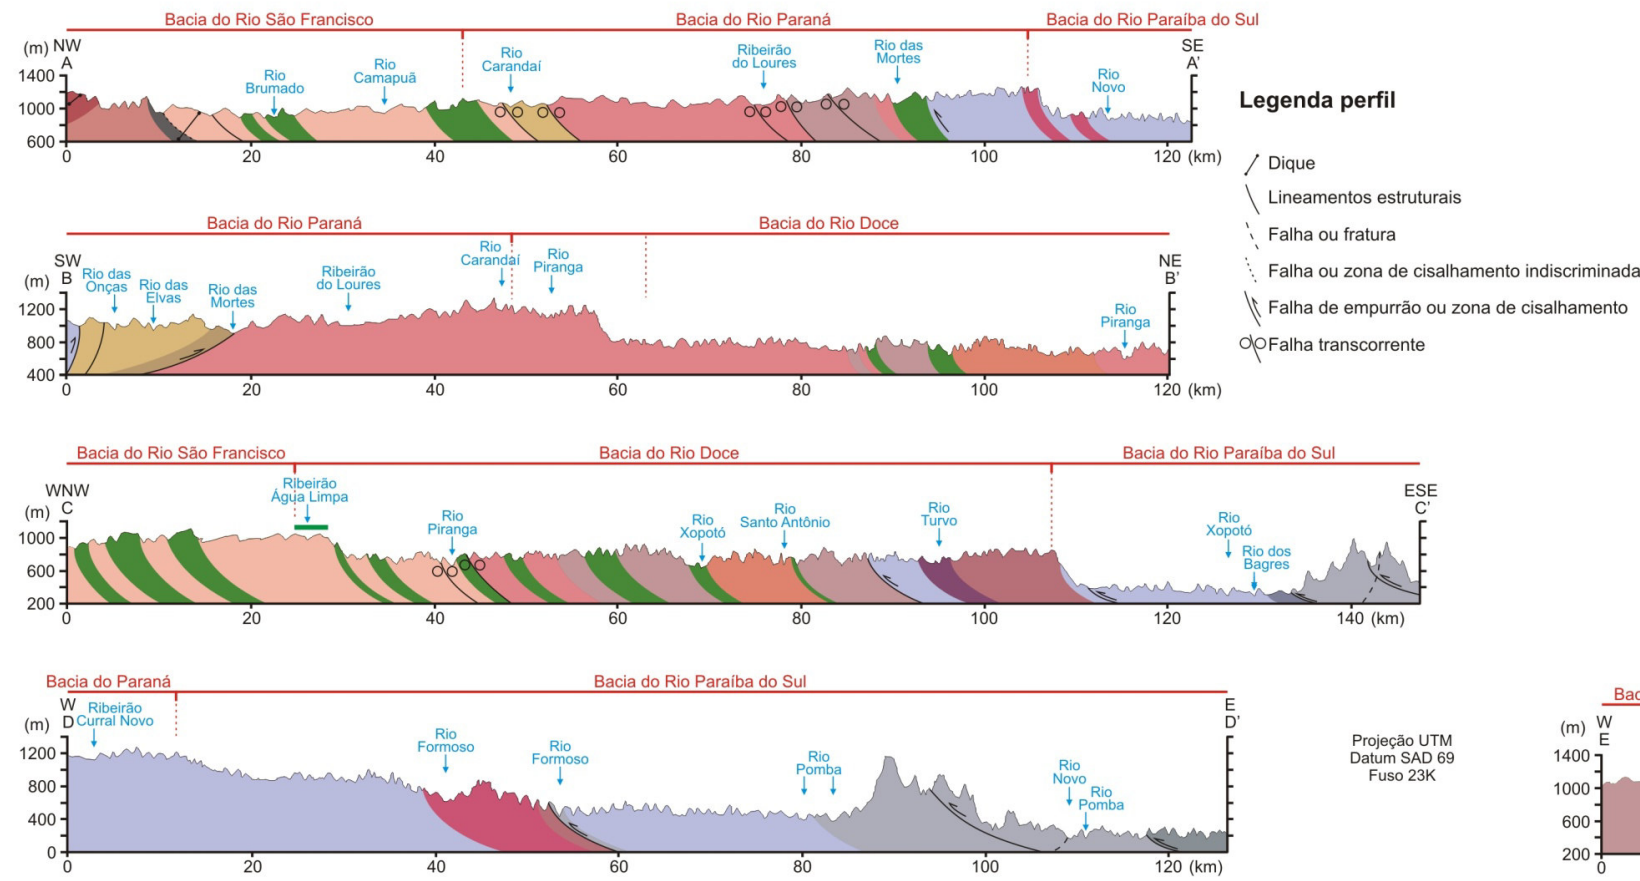 Bacia do Rio São Francisco
Bacia do Rio Paraná
Bacia do Rio Paraíba do Sul
(m)
NW
A
SE
A'
Rio
Brumado
Rio
Camapuã
Rio
Carandaí
Ribeirão
do Loures
Rio das
Mortes
Rio
Novo
1400
1000
600
0
20
40
60
80
100
120
(km)
Legenda perfil
Dique
Lineamentos estruturais
Falha ou fratura
Falha ou zona de cisalhamento indiscriminada
Falha de empurrão ou zona de cisalhamento
Falha transcorrente
Bacia do Rio Paraná
Bacia do Rio Doce
(m)
SW
B
NE
B'
Rio das
Onças
Rio das
Elvas
Rio das
Mortes
Ribeirão
do Loures
Rio
Carandaí
Rio
Piranga
Rio
Piranga
1200
800
400
0
20
40
60
80
100
120
(km)
Bacia do Rio São Francisco
Bacia do Rio Doce
Bacia do Rio Paraíba do Sul
(m)
WNW
C
ESE
C'
Ribeirão
Água Limpa
Rio
Piranga
Rio
Xopotó
Rio
Santo Antônio
Rio
Turvo
Rio
Xopotó
Rio dos
Bagres
1000
600
200
0
20
40
60
80
100
120
140
(km)
Bacia do Paraná
Bacia do Rio Paraíba do Sul
(m)
W
D
E
D'
Ribeirão
Curral Novo
Rio
Formoso
Rio
Formoso
Rio
Pomba
Rio
Novo
Rio
Pomba
1200
800
400
0
0
20
40
60
80
100
120
(km)
Projeção UTM
Datum SAD 69
Fuso 23K
(m)
W
E
1400
1000
600
200
0